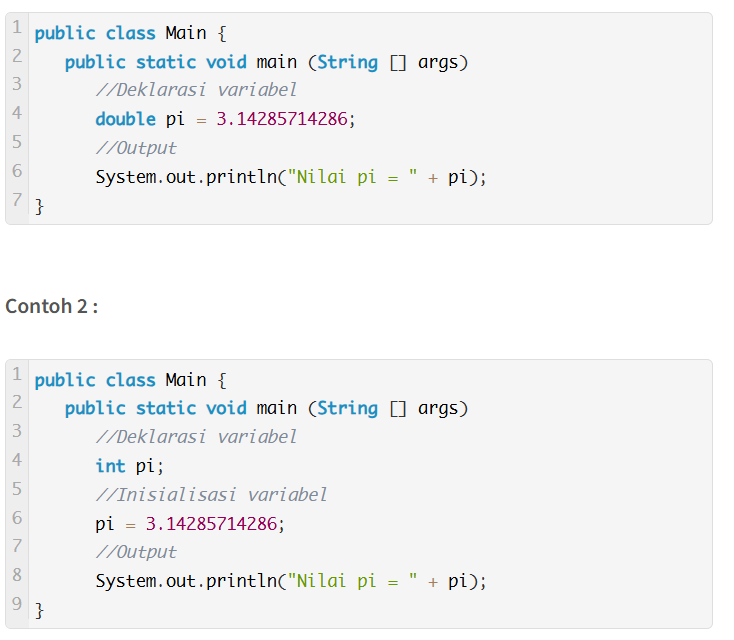 1 public class Main {
2    public static void main (String [] args)
3       //Deklarasi variabel
4       double pi = 3.14285714286;
5       //Output
6       System.out.println("Nilai pi = " + pi);
7 }
Contoh 2 :
1 public class Main {
2    public static void main (String [] args)
3       //Deklarasi variabel
4       int pi;
5       //Inisialisasi variabel
6       pi = 3.14285714286;
7       //Output
8       System.out.println("Nilai pi = " + pi);
9 }